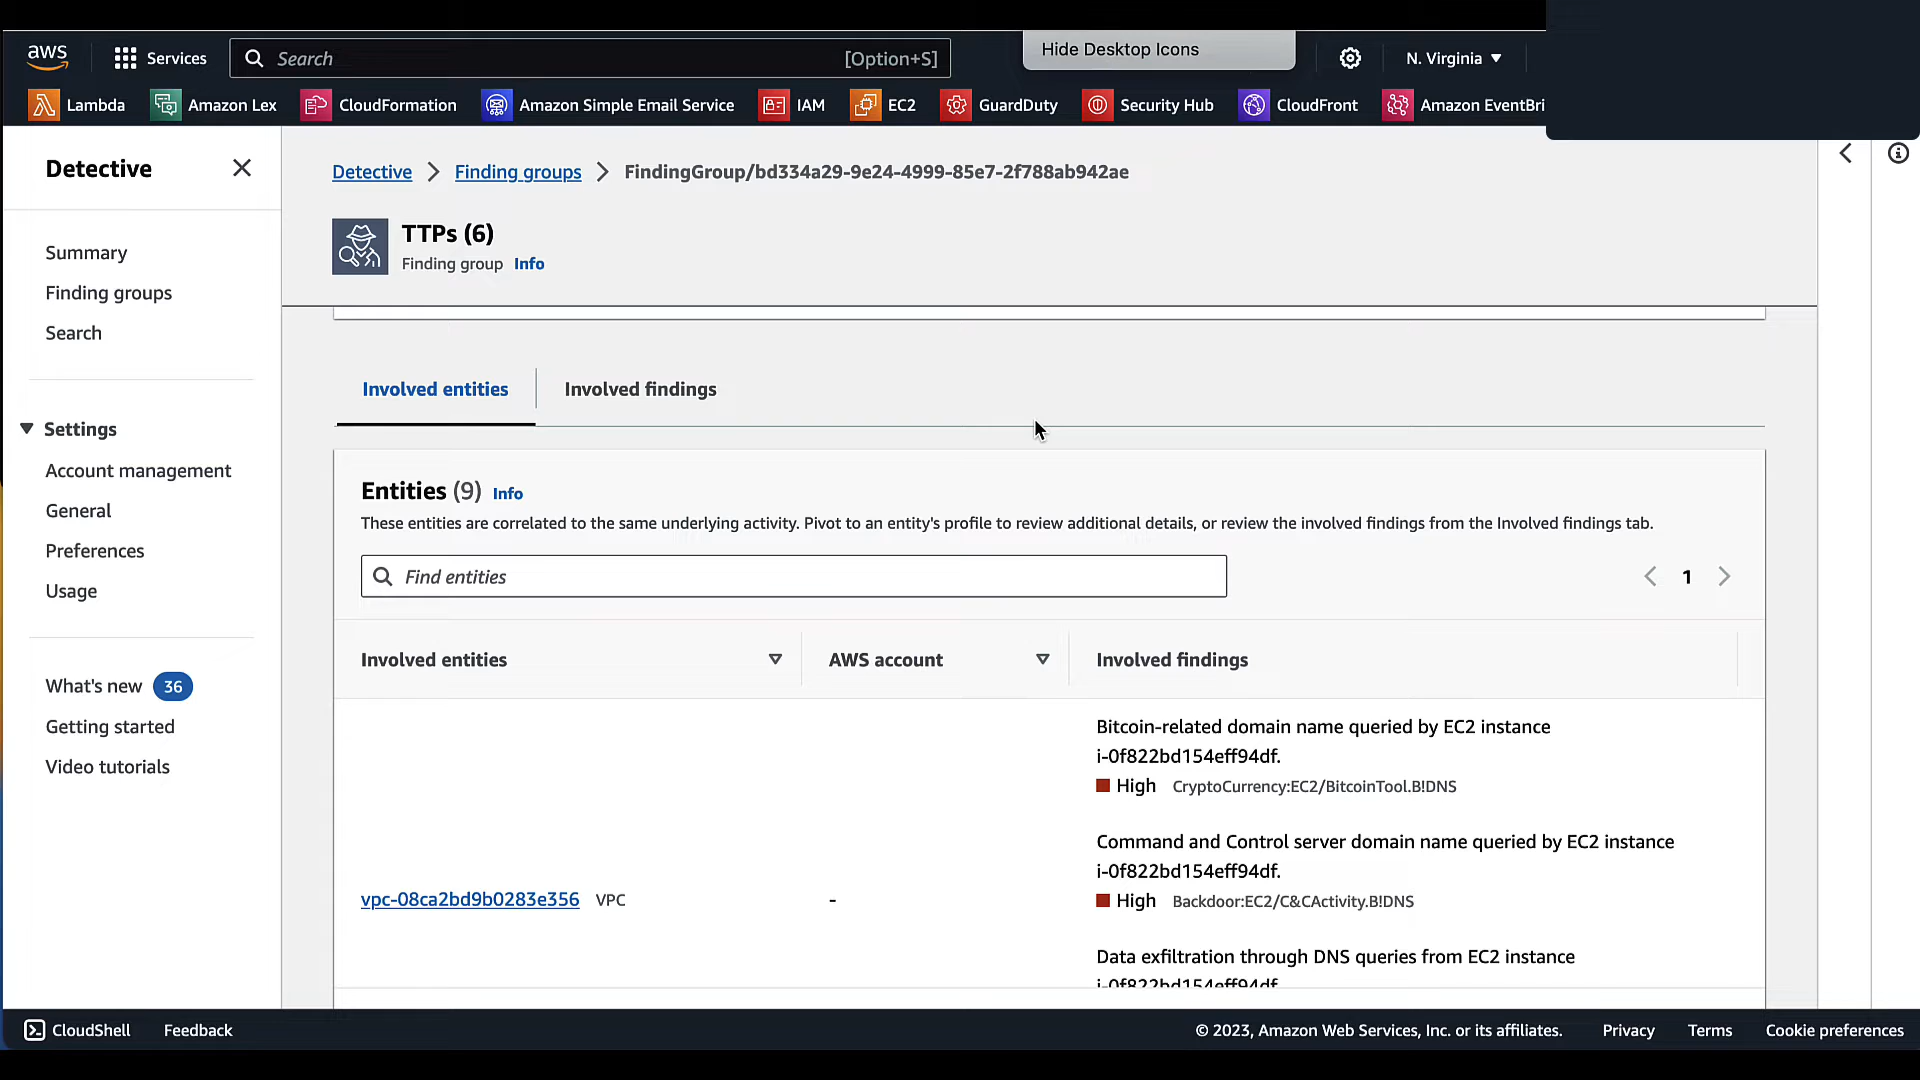 Hide Desktop Icons
aws
Services
Search
[Option+S]
N. Virginia
Lambda
Amazon Lex
CloudFormation
Amazon Simple Email Service
IAM
EC2
GuardDuty
Security Hub
CloudFront
Amazon EventBri
Detective
Summary
Finding groups
Search
Settings
Account management
General
Preferences
Usage
What's new 36
Getting started
Video tutorials
Detective > Finding groups > FindingGroup/bd334a29-9e24-4999-85e7-2f788ab942ae
TTPs (6)
Finding group Info
Involved entities
Involved findings
Entities (9) Info
These entities are correlated to the same underlying activity. Pivot to an entity's profile to review additional details, or review the involved findings from the Involved findings tab.
Find entities
1
Involved entities
AWS account
Involved findings
vpc-08ca2bd9b0283e356 VPC
-
Bitcoin-related domain name queried by EC2 instance
i-0f822bd154eff94df.
High CryptoCurrency:EC2/BitcoinTool.B!DNS
Command and Control server domain name queried by EC2 instance
i-0f822bd154eff94df.
High Backdoor:EC2/C&CActivity.B!DNS
Data exfiltration through DNS queries from EC2 instance
i-0f822bd154eff94df
CloudShell
Feedback
© 2023, Amazon Web Services, Inc. or its affiliates.
Privacy
Terms
Cookie preferences